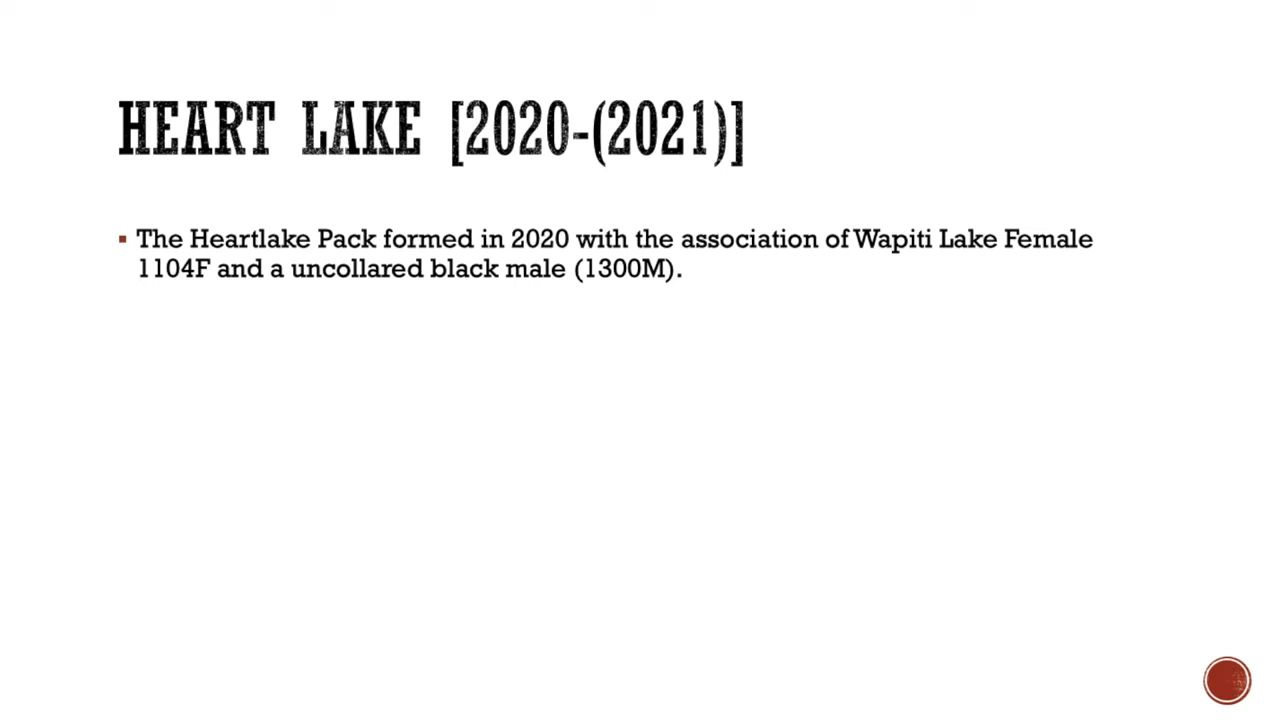 HEART LAKE [2020-(2021)]
The Heartlake Pack formed in 2020 with the association of Wapiti Lake Female
1104F and a uncollared black male (1300M).